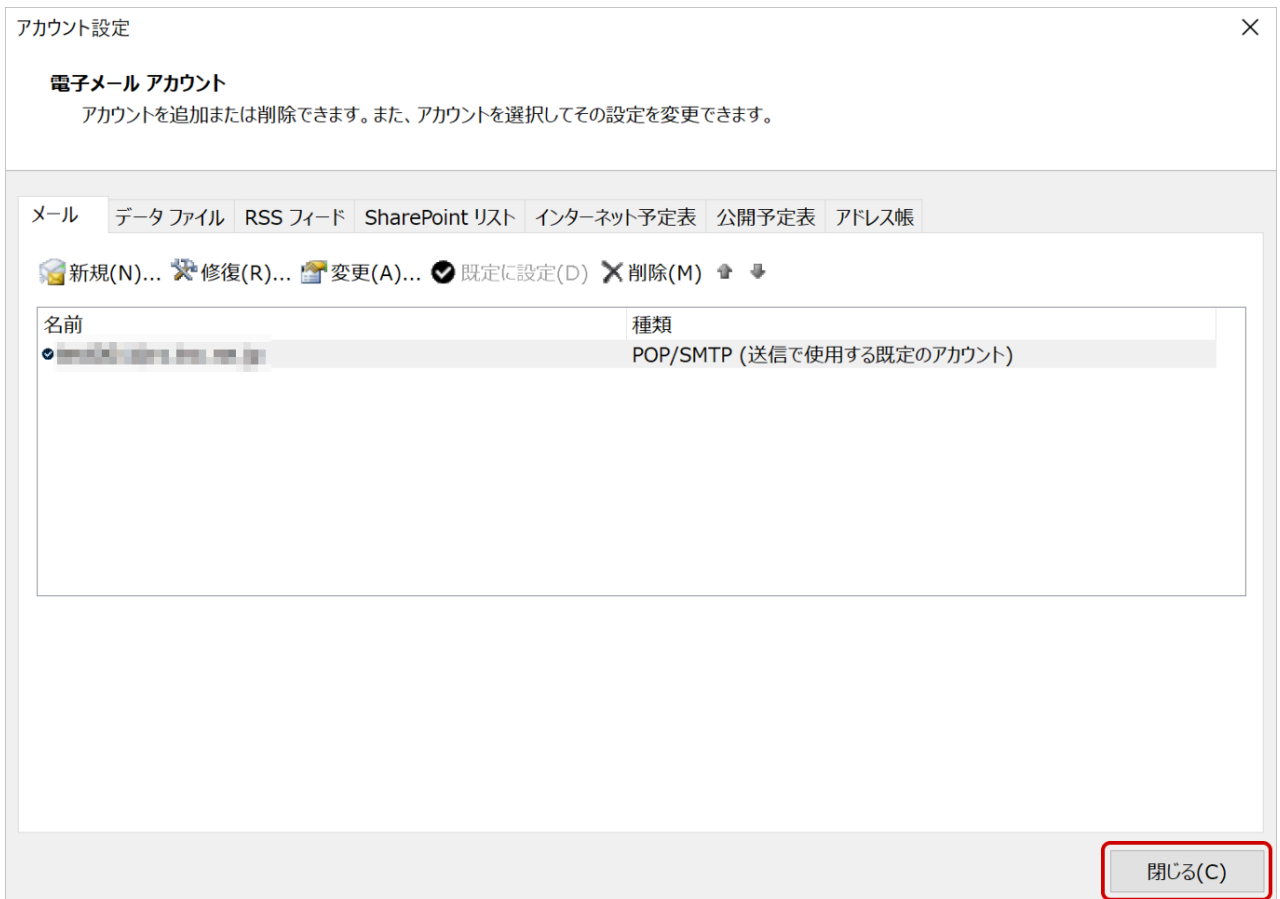 アカウント設定
電子メール アカウント
アカウントを追加または削除できます。また、アカウントを選択してその設定を変更できます。
メール データ ファイル RSS フィード SharePoint リスト インターネット予定表 公開予定表 アドレス帳
新規(N)... 修復(R)... 変更(A)... 既定に設定(D) 削除(M)
名前 種類
POP/SMTP (送信で使用する既定のアカウント)
閉じる(C)